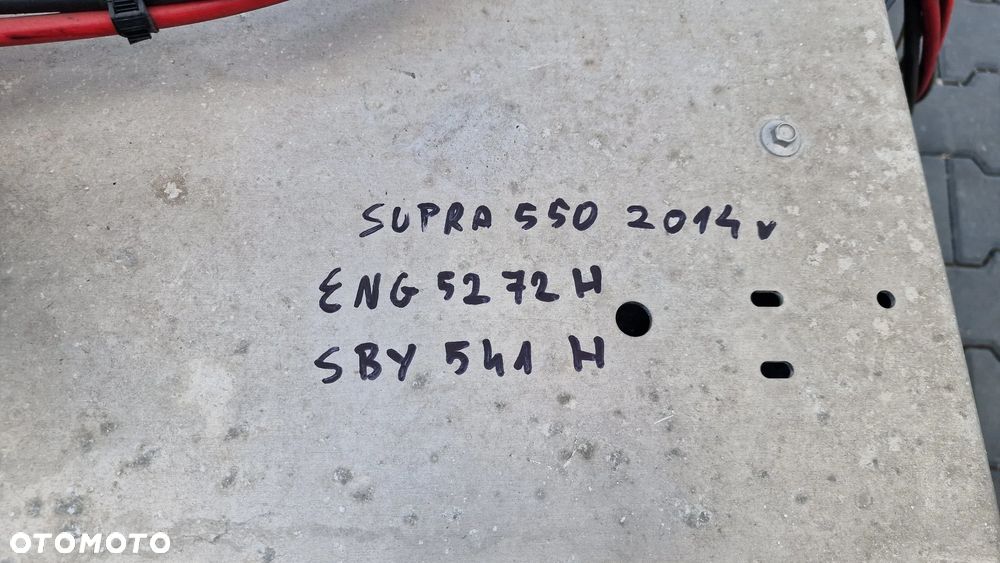 SUPRA 550 2014 r
ENG 5272 H
SBY 541 H
OTOMOTO